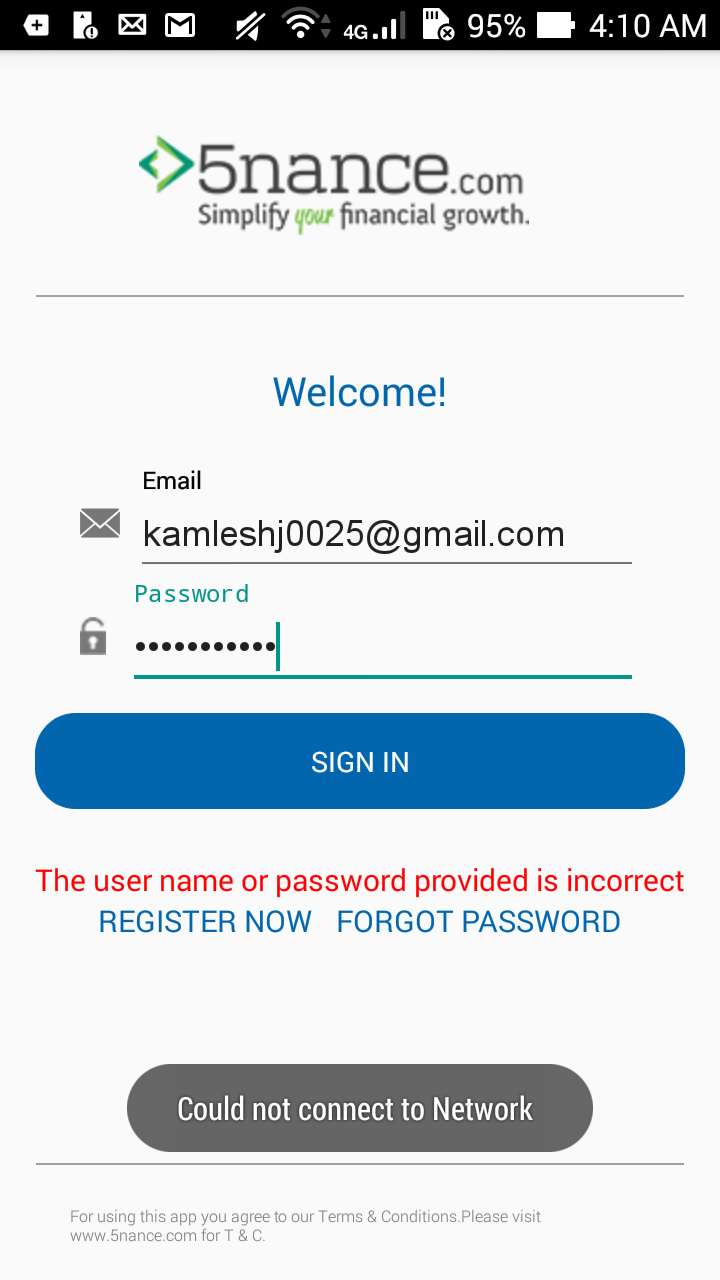 4G 95% 4:10 AM
5nance.com
Simplify your financial growth.
Welcome!
Email
kamleshj0025@gmail.com
Password
•••••••••••
SIGN IN
The user name or password provided is incorrect
REGISTER NOW FORGOT PASSWORD
Could not connect to Network
For using this app you agree to our Terms & Conditions.Please visit
www.5nance.com for T & C.